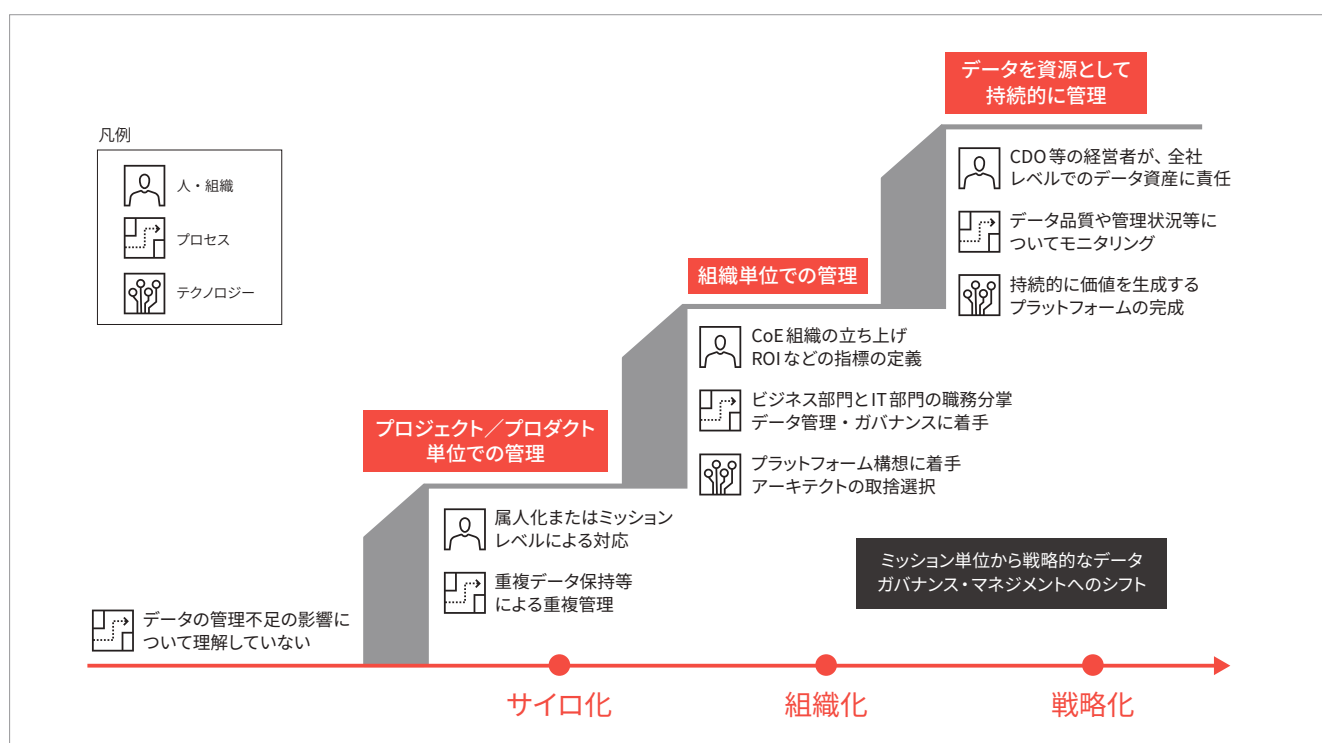 凡例
人・組織
プロセス
テクノロジー
データの管理不足の影響に
ついて理解していない
プロジェクト／プロダクト
単位での管理
属人化またはミッション
レベルによる対応
重複データ保持等
による重複管理
組織単位での管理
CoE組織の立ち上げ
ROIなどの指標の定義
ビジネス部門とIT部門の職務分掌
データ管理・ガバナンスに着手
プラットフォーム構想に着手
アーキテクトの取捨選択
データを資源として
持続的に管理
CDO等の経営者が、全社
レベルでのデータ資産に責任
データ品質や管理状況等に
ついてモニタリング
持続的に価値を生成する
プラットフォームの完成
ミッション単位から戦略的なデータ
ガバナンス・マネジメントへのシフト
サイロ化
組織化
戦略化